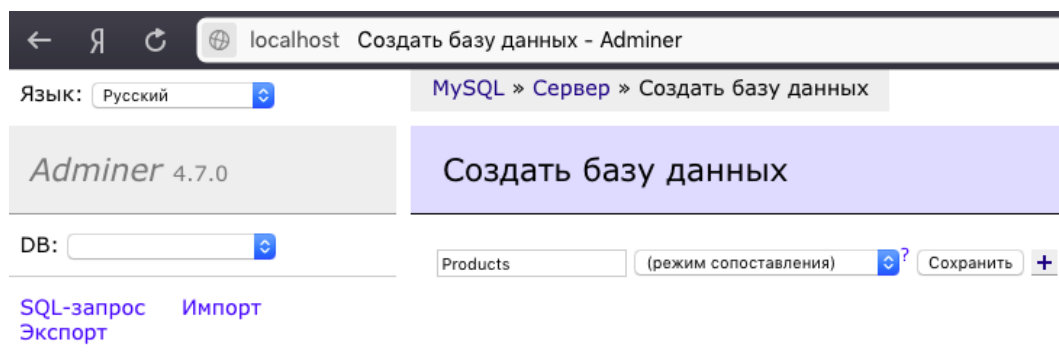 Я localhost Создать базу данных - Adminer
Язык: Русский
MySQL » Сервер » Создать базу данных
Adminer 4.7.0
Создать базу данных
DB:
Products (режим сопоставления) ? Сохранить +
SQL-запрос Импорт
Экспорт